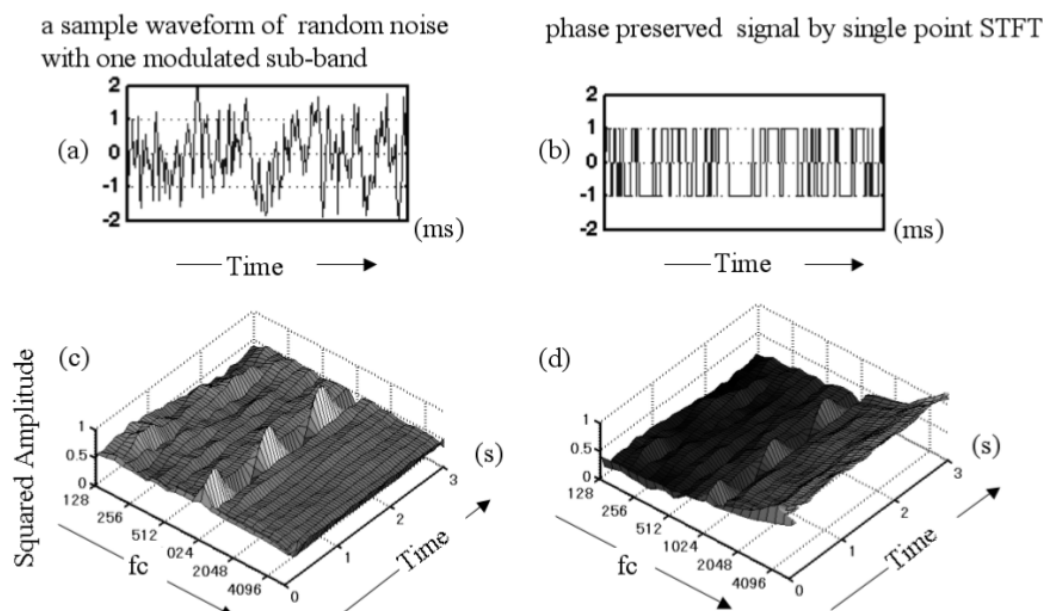 a sample waveform of random noise
with one modulated sub-band
phase preserved signal by single point STFT
(a)
2
1
0
-1
-2
(ms)
Time
(b)
2
1
0
-1
-2
(ms)
Time
Squared Amplitude
(c)
1
0.5
0
128
256
512
024
2048
4096
fc
0
1
2
3
(s)
Time
(d)
1
0.5
0
128
256
512
1024
2048
4096
fc
0
1
2
3
(s)
Time